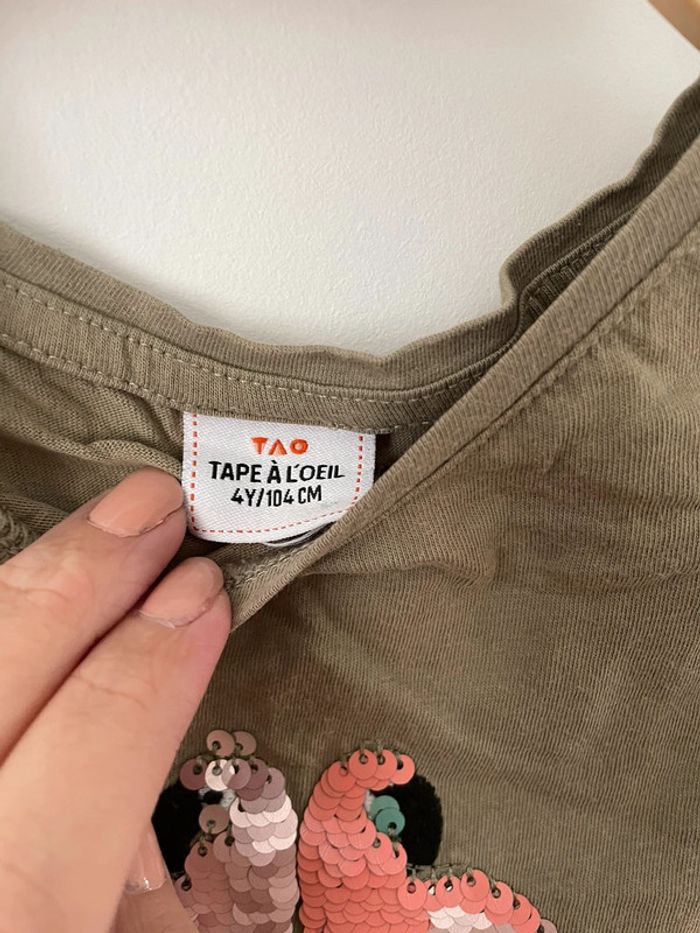 TAO
TAPE À L'OEIL
4Y/104 CM